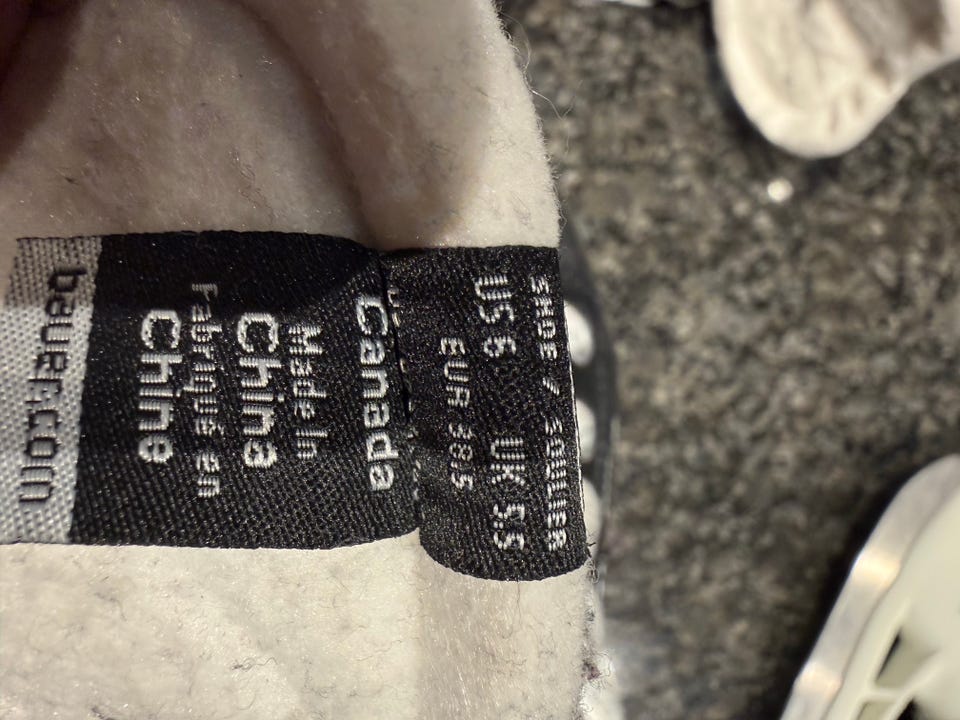 SHOE / SOULIER
US 6 UK 5.5
EUR 38.5
Canada
Made in
China
Fabriqué en
Chine
bauer.com